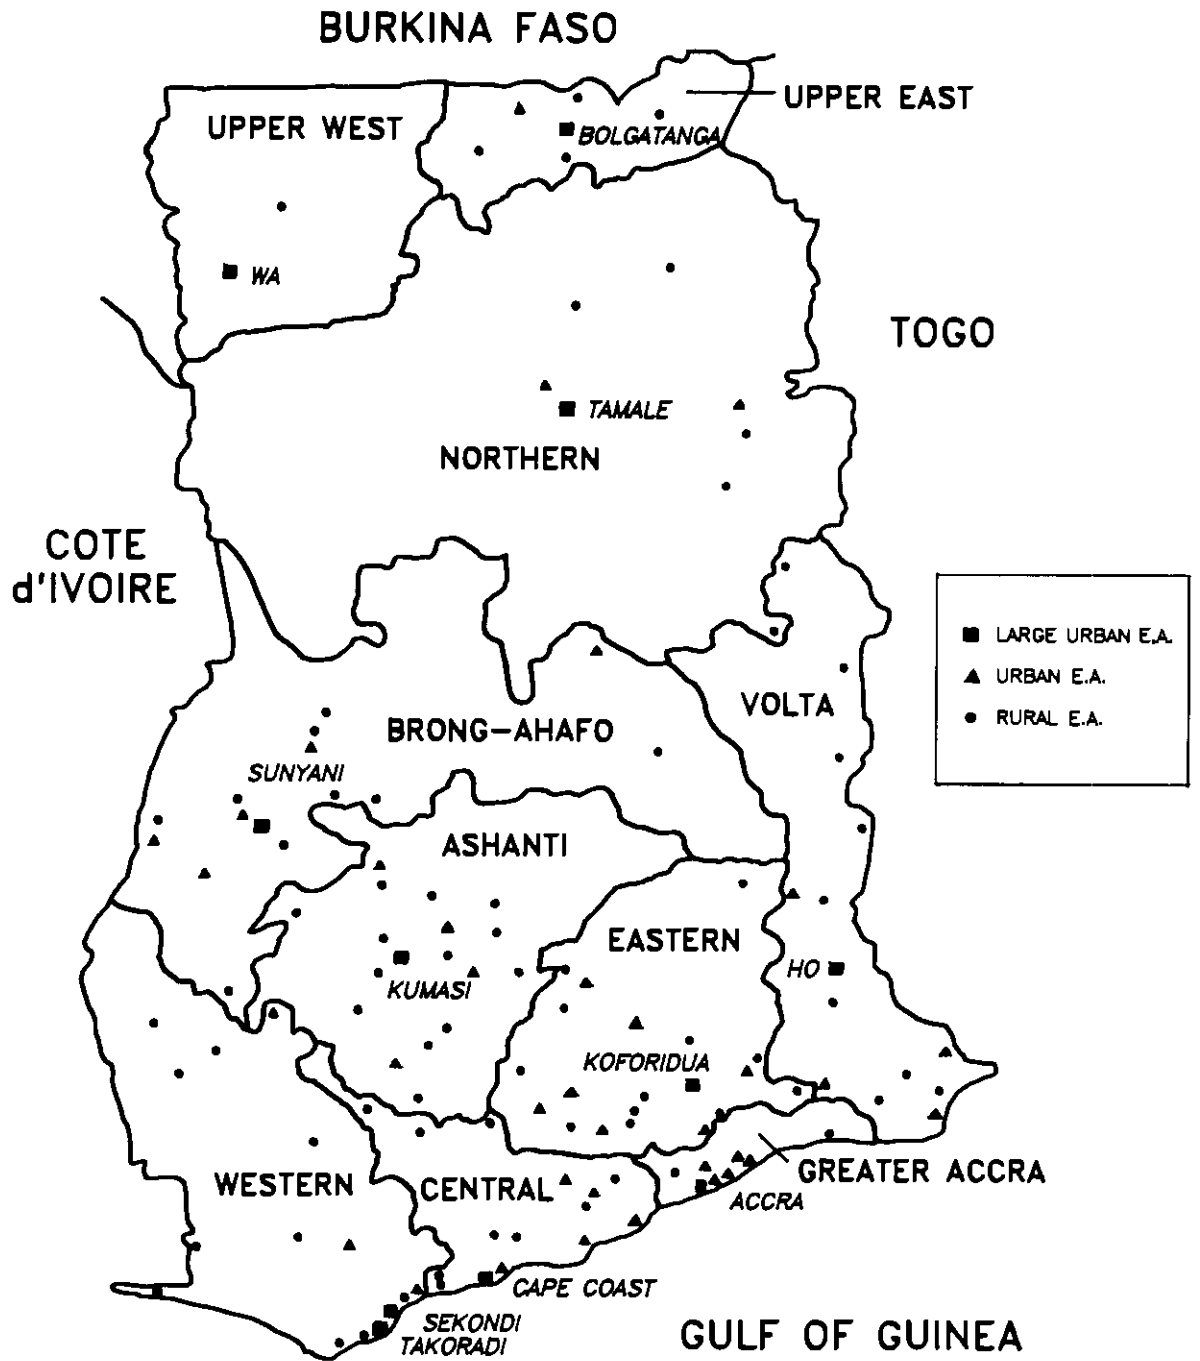 BURKINA FASO
UPPER EAST
UPPER WEST
BOLGATANGA
WA
TOGO
TAMALE
NORTHERN
COTE
d'IVOIRE
LARGE URBAN E.A.
URBAN E.A.
RURAL E.A.
VOLTA
BRONG-AHAFO
SUNYANI
ASHANTI
EASTERN
HO
KUMASI
KOFORIDUA
WESTERN
CENTRAL
GREATER ACCRA
ACCRA
CAPE COAST
SEKONDI
TAKORADI
GULF OF GUINEA